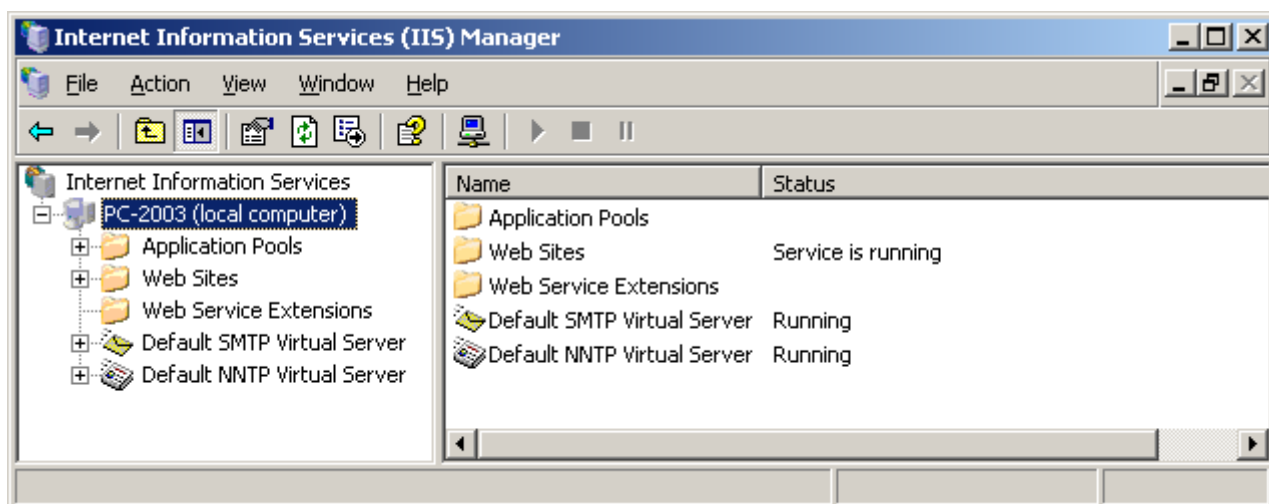 Internet Information Services (IIS) Manager
File Action View Window Help
Internet Information Services
PC-2003 (local computer)
Application Pools
Web Sites
Web Service Extensions
Default SMTP Virtual Server
Default NNTP Virtual Server
Name Status
Application Pools
Web Sites Service is running
Web Service Extensions
Default SMTP Virtual Server Running
Default NNTP Virtual Server Running